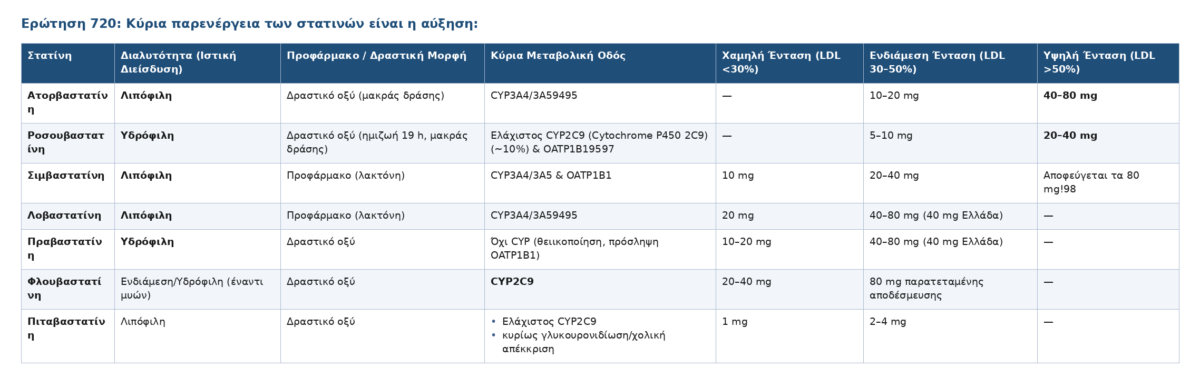 Ερώτηση 720: Κύρια παρενέργεια των στατινών είναι η αύξηση:
Στατίνη | Διαλυτότητα (Ιστική Διείσδυση) | Προφάρμακο / Δραστική Μορφή | Κύρια Μεταβολική Οδός | Χαμηλή Ένταση (LDL <30%) | Ενδιάμεση Ένταση (LDL 30–50%) | Υψηλή Ένταση (LDL >50%)
Ατορβαστατίνη | Λιπόφιλη | Δραστικό οξύ (μακράς δράσης) | CYP3A4/3A59495 | — | 10–20 mg | 40–80 mg
Ροσουβαστατίνη | Υδρόφιλη | Δραστικό οξύ (ημιζωή 19 h, μακράς δράσης) | Ελάχιστος CYP2C9 (Cytochrome P450 2C9) (~10%) & OATP1B19597 | — | 5–10 mg | 20–40 mg
Σιμβαστατίνη | Λιπόφιλη | Προφάρμακο (λακτόνη) | CYP3A4/3A5 & OATP1B1 | 10 mg | 20–40 mg | Αποφεύγεται τα 80 mg!98
Λοβαστατίνη | Λιπόφιλη | Προφάρμακο (λακτόνη) | CYP3A4/3A59495 | 20 mg | 40–80 mg (40 mg Ελλάδα) | —
Πραβαστατίνη | Υδρόφιλη | Δραστικό οξύ | Όχι CYP (θειικοποίηση, πρόσληψη OATP1B1) | 10–20 mg | 40–80 mg (40 mg Ελλάδα) | —
Φλουβαστατίνη | Ενδιάμεση/Υδρόφιλη (έναντι μυών) | Δραστικό οξύ | CYP2C9 | 20–40 mg | 80 mg παρατεταμένης αποδέσμευσης | —
Πιταβαστατίνη | Λιπόφιλη | Δραστικό οξύ | • Ελάχιστος CYP2C9 • κυρίως γλυκουρονιδίωση/χολική απέκκριση | 1 mg | 2–4 mg | —